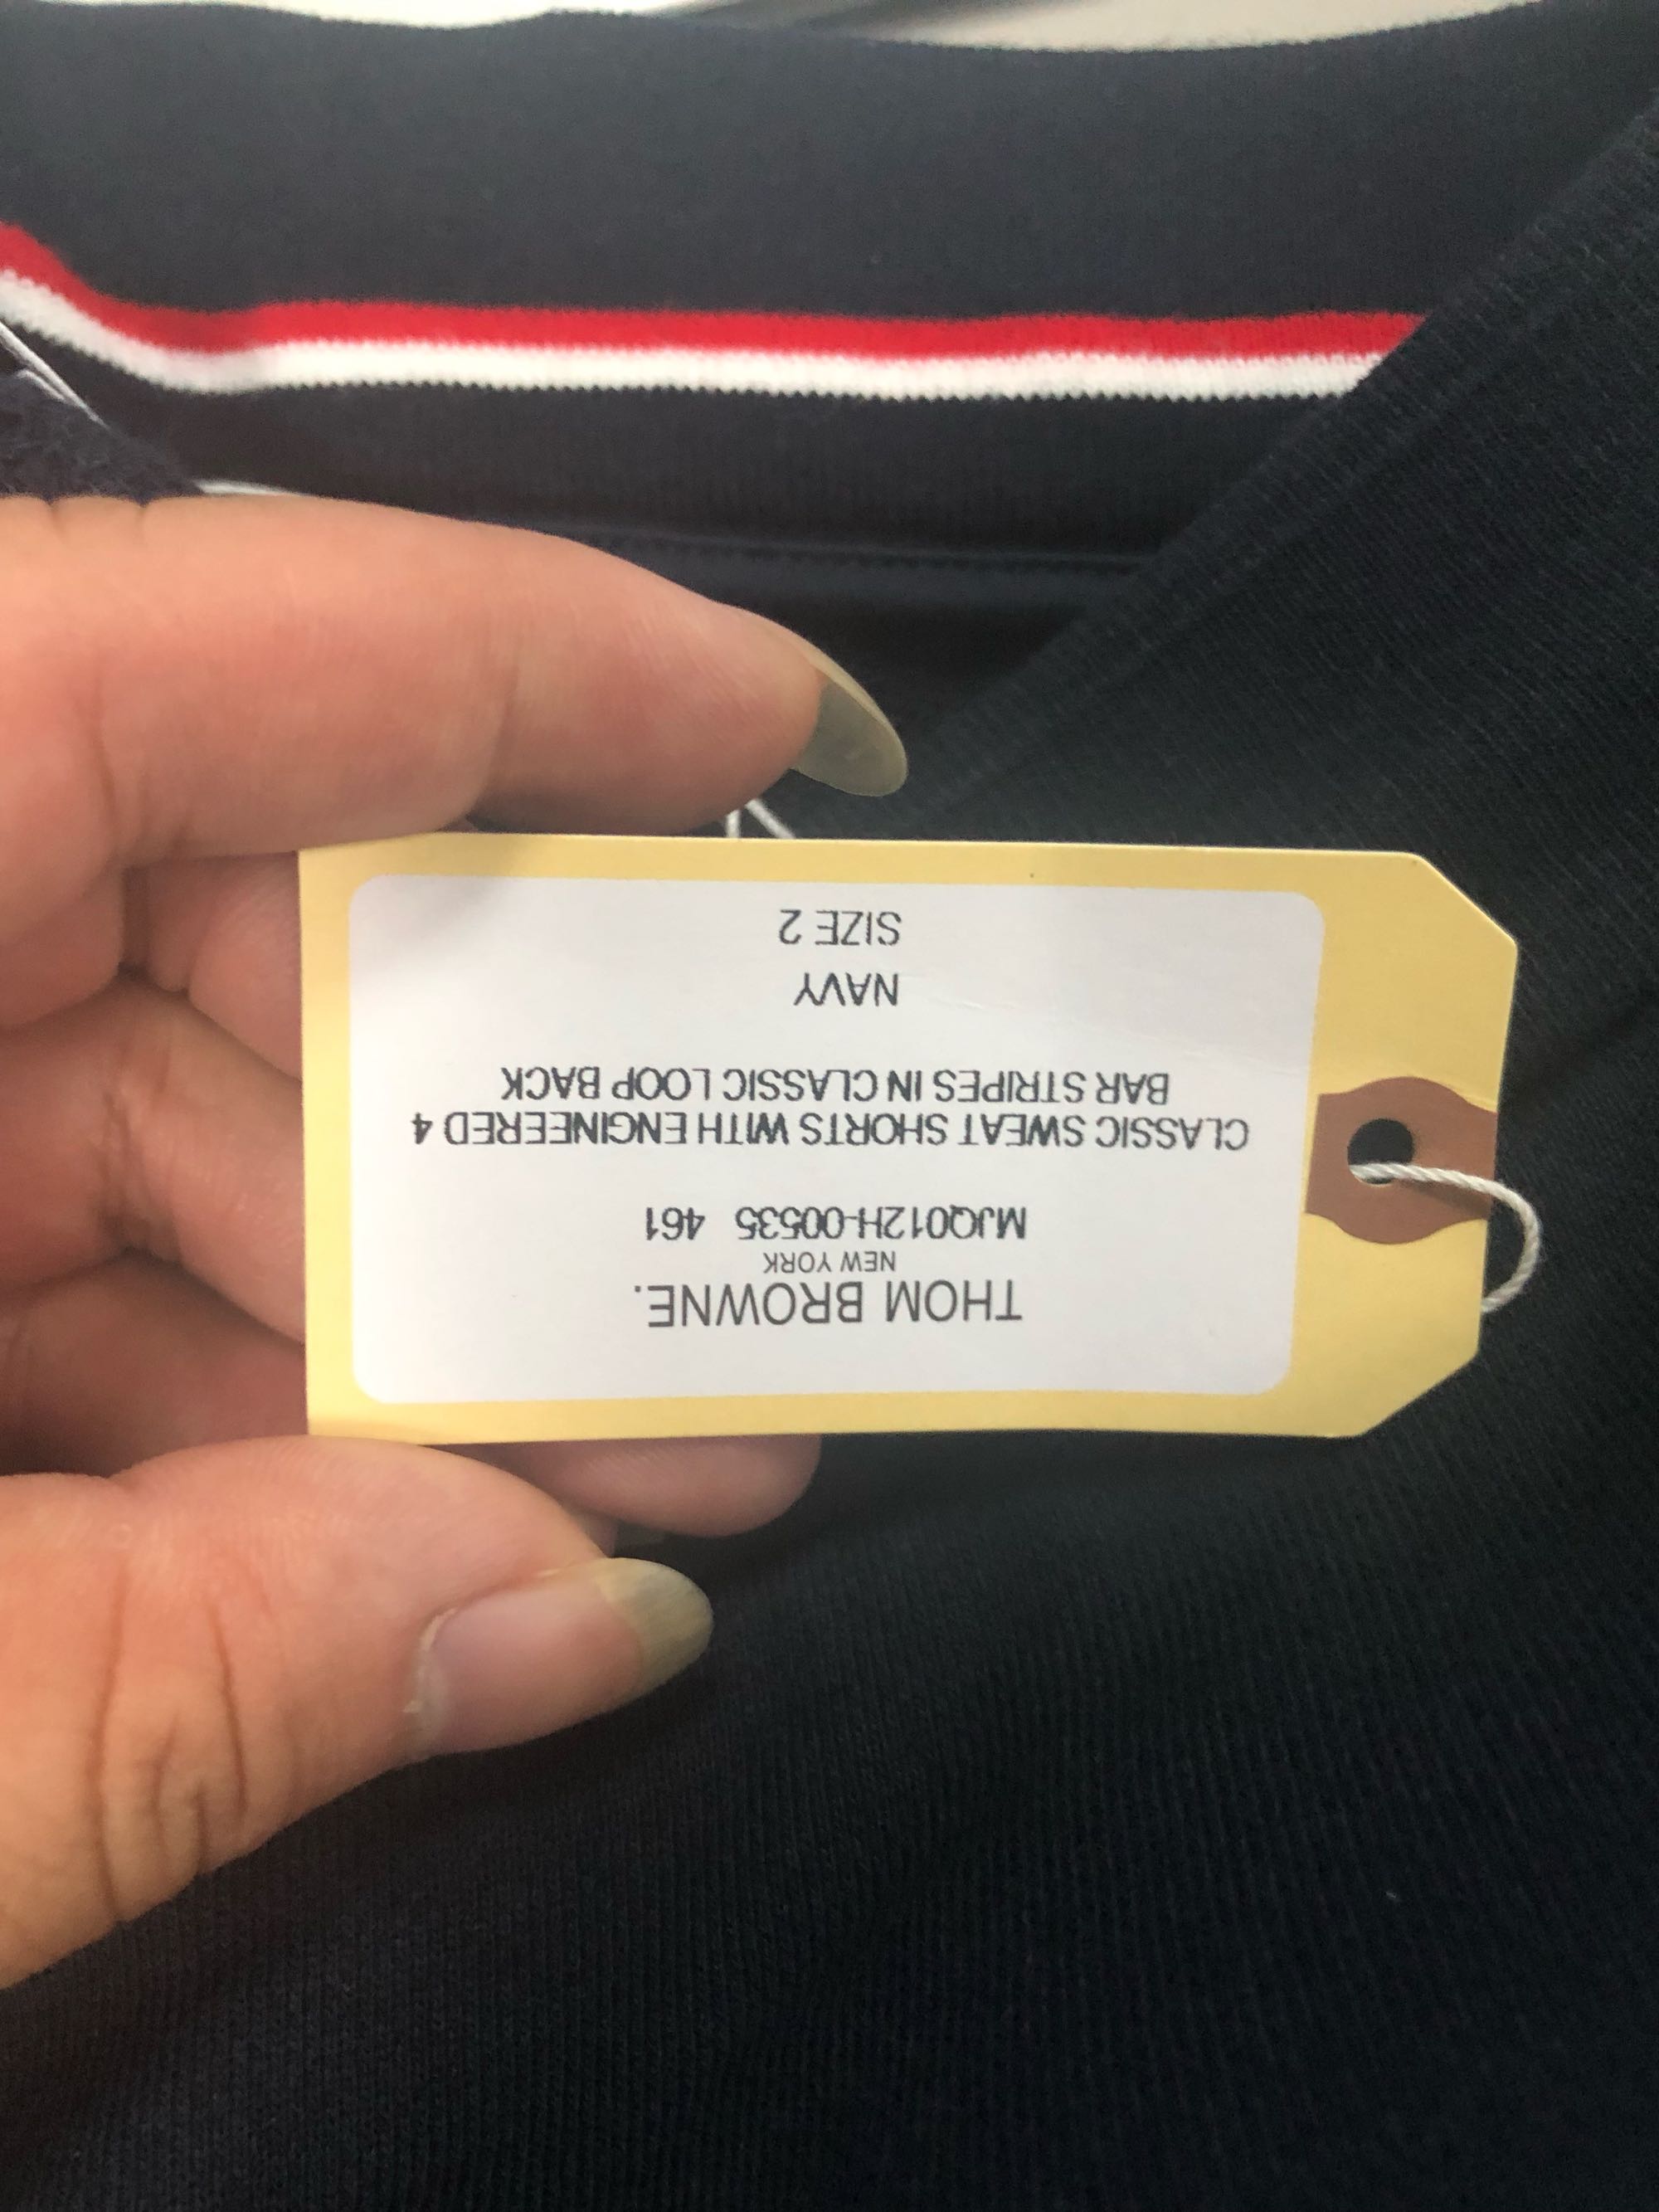 THOM BROWNE.
NEW YORK
MJQ012H-00535 461
CLASSIC SWEAT SHORTS WITH ENGINEERED 4
BAR STRIPES IN CLASSIC LOOP BACK
NAVY
SIZE 2